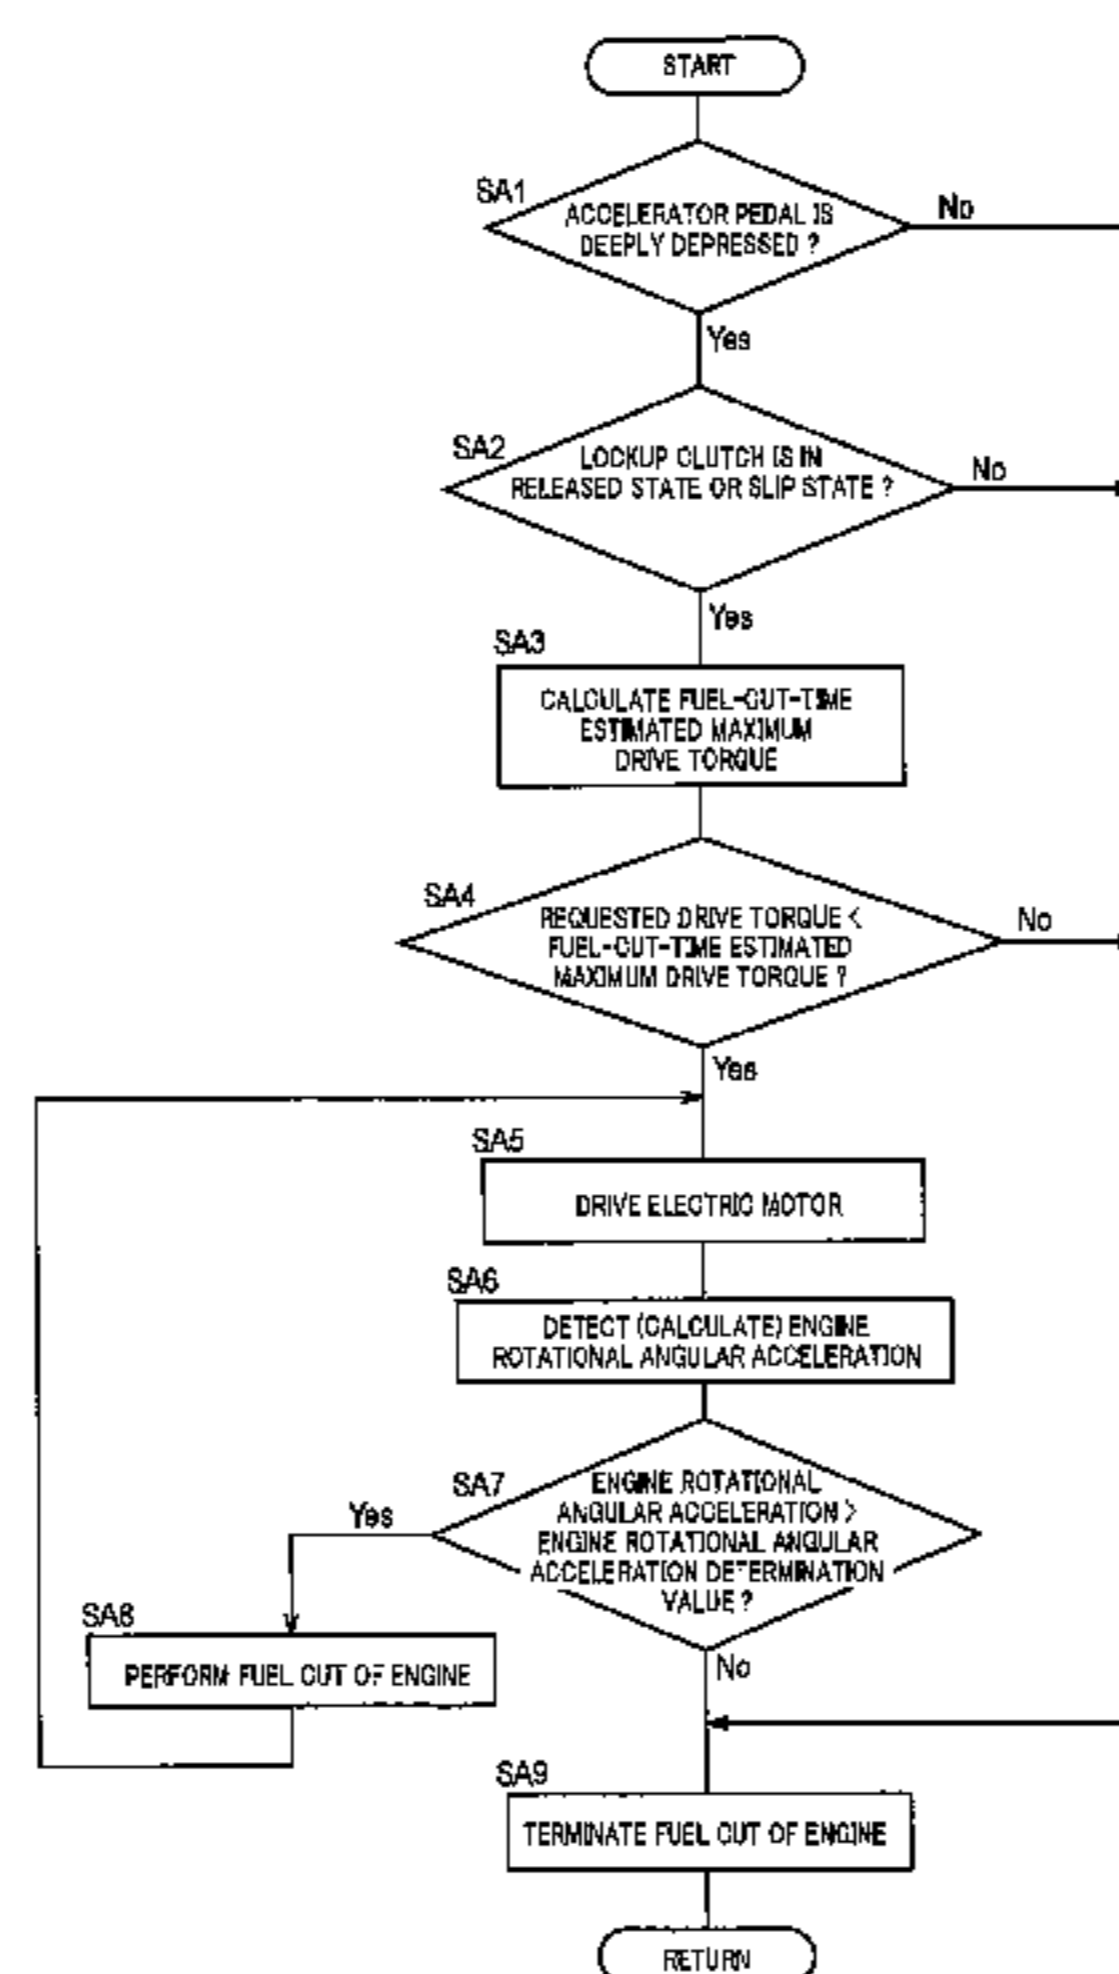 START
SA1
ACCELERATOR PEDAL IS
DEEPLY DEPRESSED ?
No
Yes
SA2
LOCKUP CLUTCH IS IN
RELEASED STATE OR SLIP STATE ?
No
Yes
SA3
CALCULATE FUEL-CUT-TIME
ESTIMATED MAXIMUM
DRIVE TORQUE
SA4
REQUESTED DRIVE TORQUE <
FUEL-CUT-TIME ESTIMATED
MAXIMUM DRIVE TORQUE ?
No
Yes
SA5
DRIVE ELECTRIC MOTOR
SA6
DETECT (CALCULATE) ENGINE
ROTATIONAL ANGULAR ACCELERATION
SA7
ENGINE ROTATIONAL
ANGULAR ACCELERATION >
ENGINE ROTATIONAL ANGULAR
ACCELERATION DETERMINATION
VALUE ?
Yes
No
SA8
PERFORM FUEL CUT OF ENGINE
SA9
TERMINATE FUEL CUT OF ENGINE
RETURN